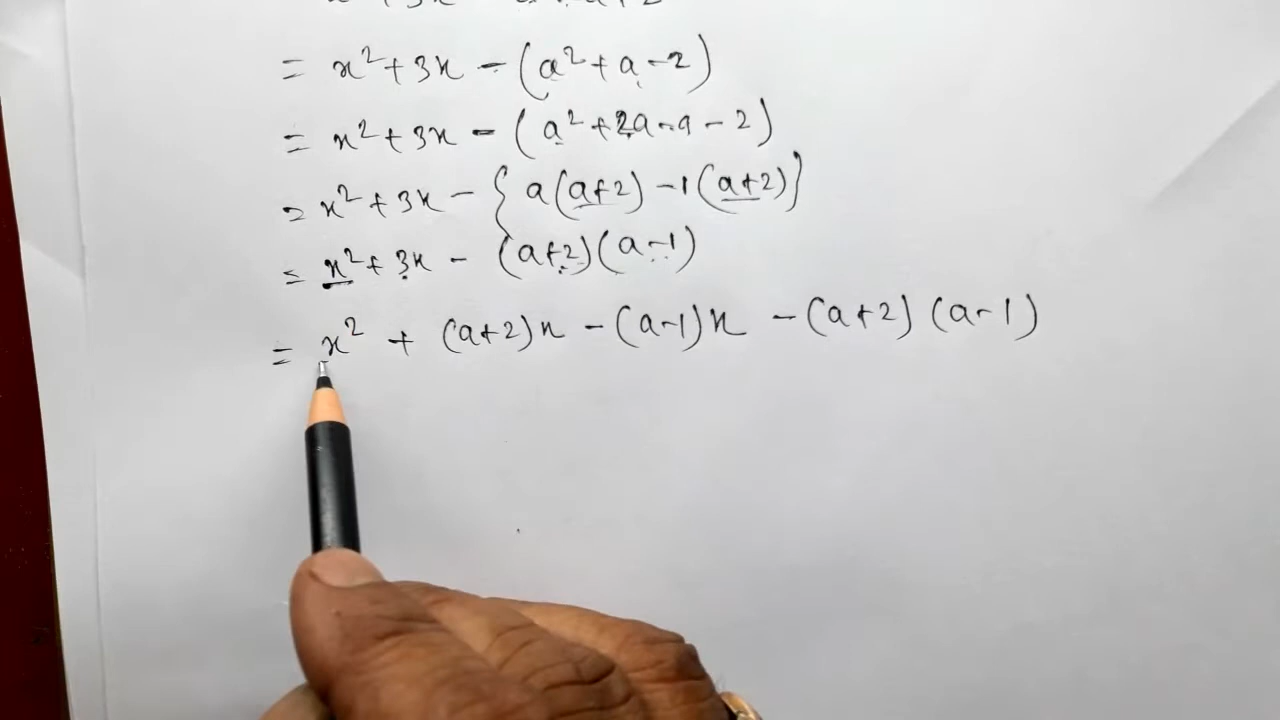 = x² + 3x - (a² + a - 2)
= x² + 3x - (a² + 2a - a - 2)
= x² + 3x - {a(a+2) - 1(a+2)}
= x² + 3x - (a+2)(a-1)
= x² + (a+2)x - (a-1)x - (a+2)(a-1)